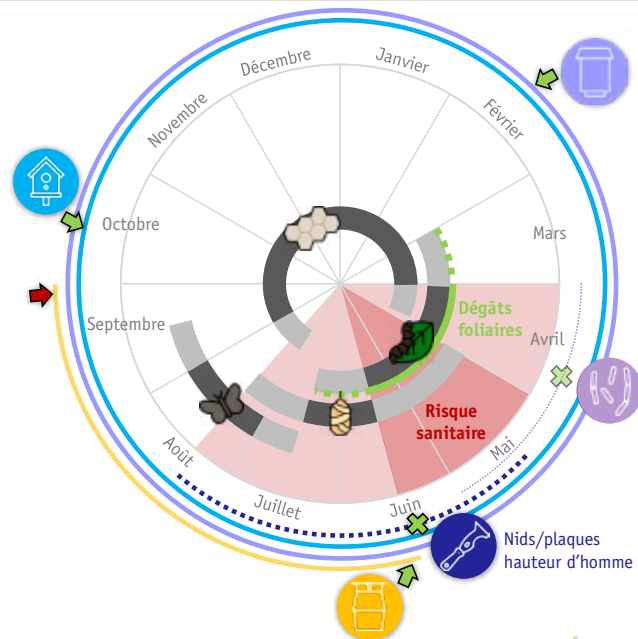 Janvier
Février
Mars
Avril
Mai
Juin
Juillet
Août
Septembre
Octobre
Novembre
Décembre
Dégâts
foliaires
Risque
sanitaire
Nids/plaques
hauteur d'homme